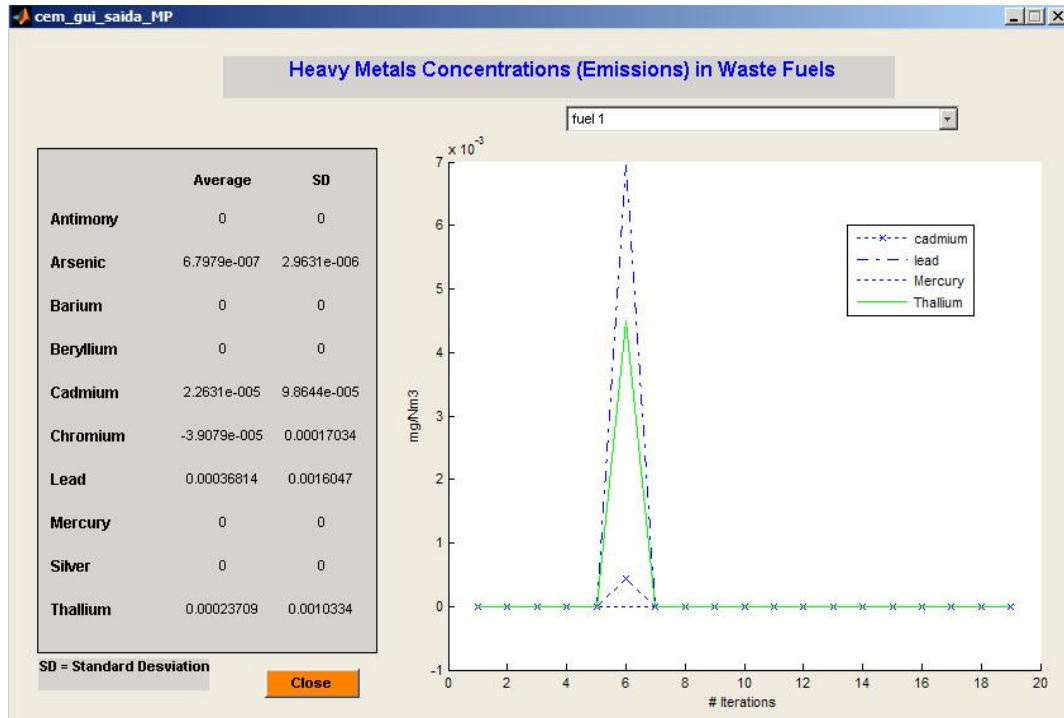 cem_gui_saida_MP
Heavy Metals Concentrations (Emissions) in Waste Fuels
fuel 1
Average SD
Antimony 0 0
Arsenic 6.7979e-007 2.9631e-006
Barium 0 0
Beryllium 0 0
Cadmium 2.2631e-005 9.8644e-005
Chromium -3.9079e-005 0.00017034
Lead 0.00036814 0.0016047
Mercury 0 0
Silver 0 0
Thallium 0.00023709 0.0010334
SD = Standard Desviation
Close
x 10-3
7
6
5
4
3
2
1
0
-1
mg/Nm3
cadmium
lead
Mercury
Thallium
0 2 4 6 8 10 12 14 16 18 20
# Iterations